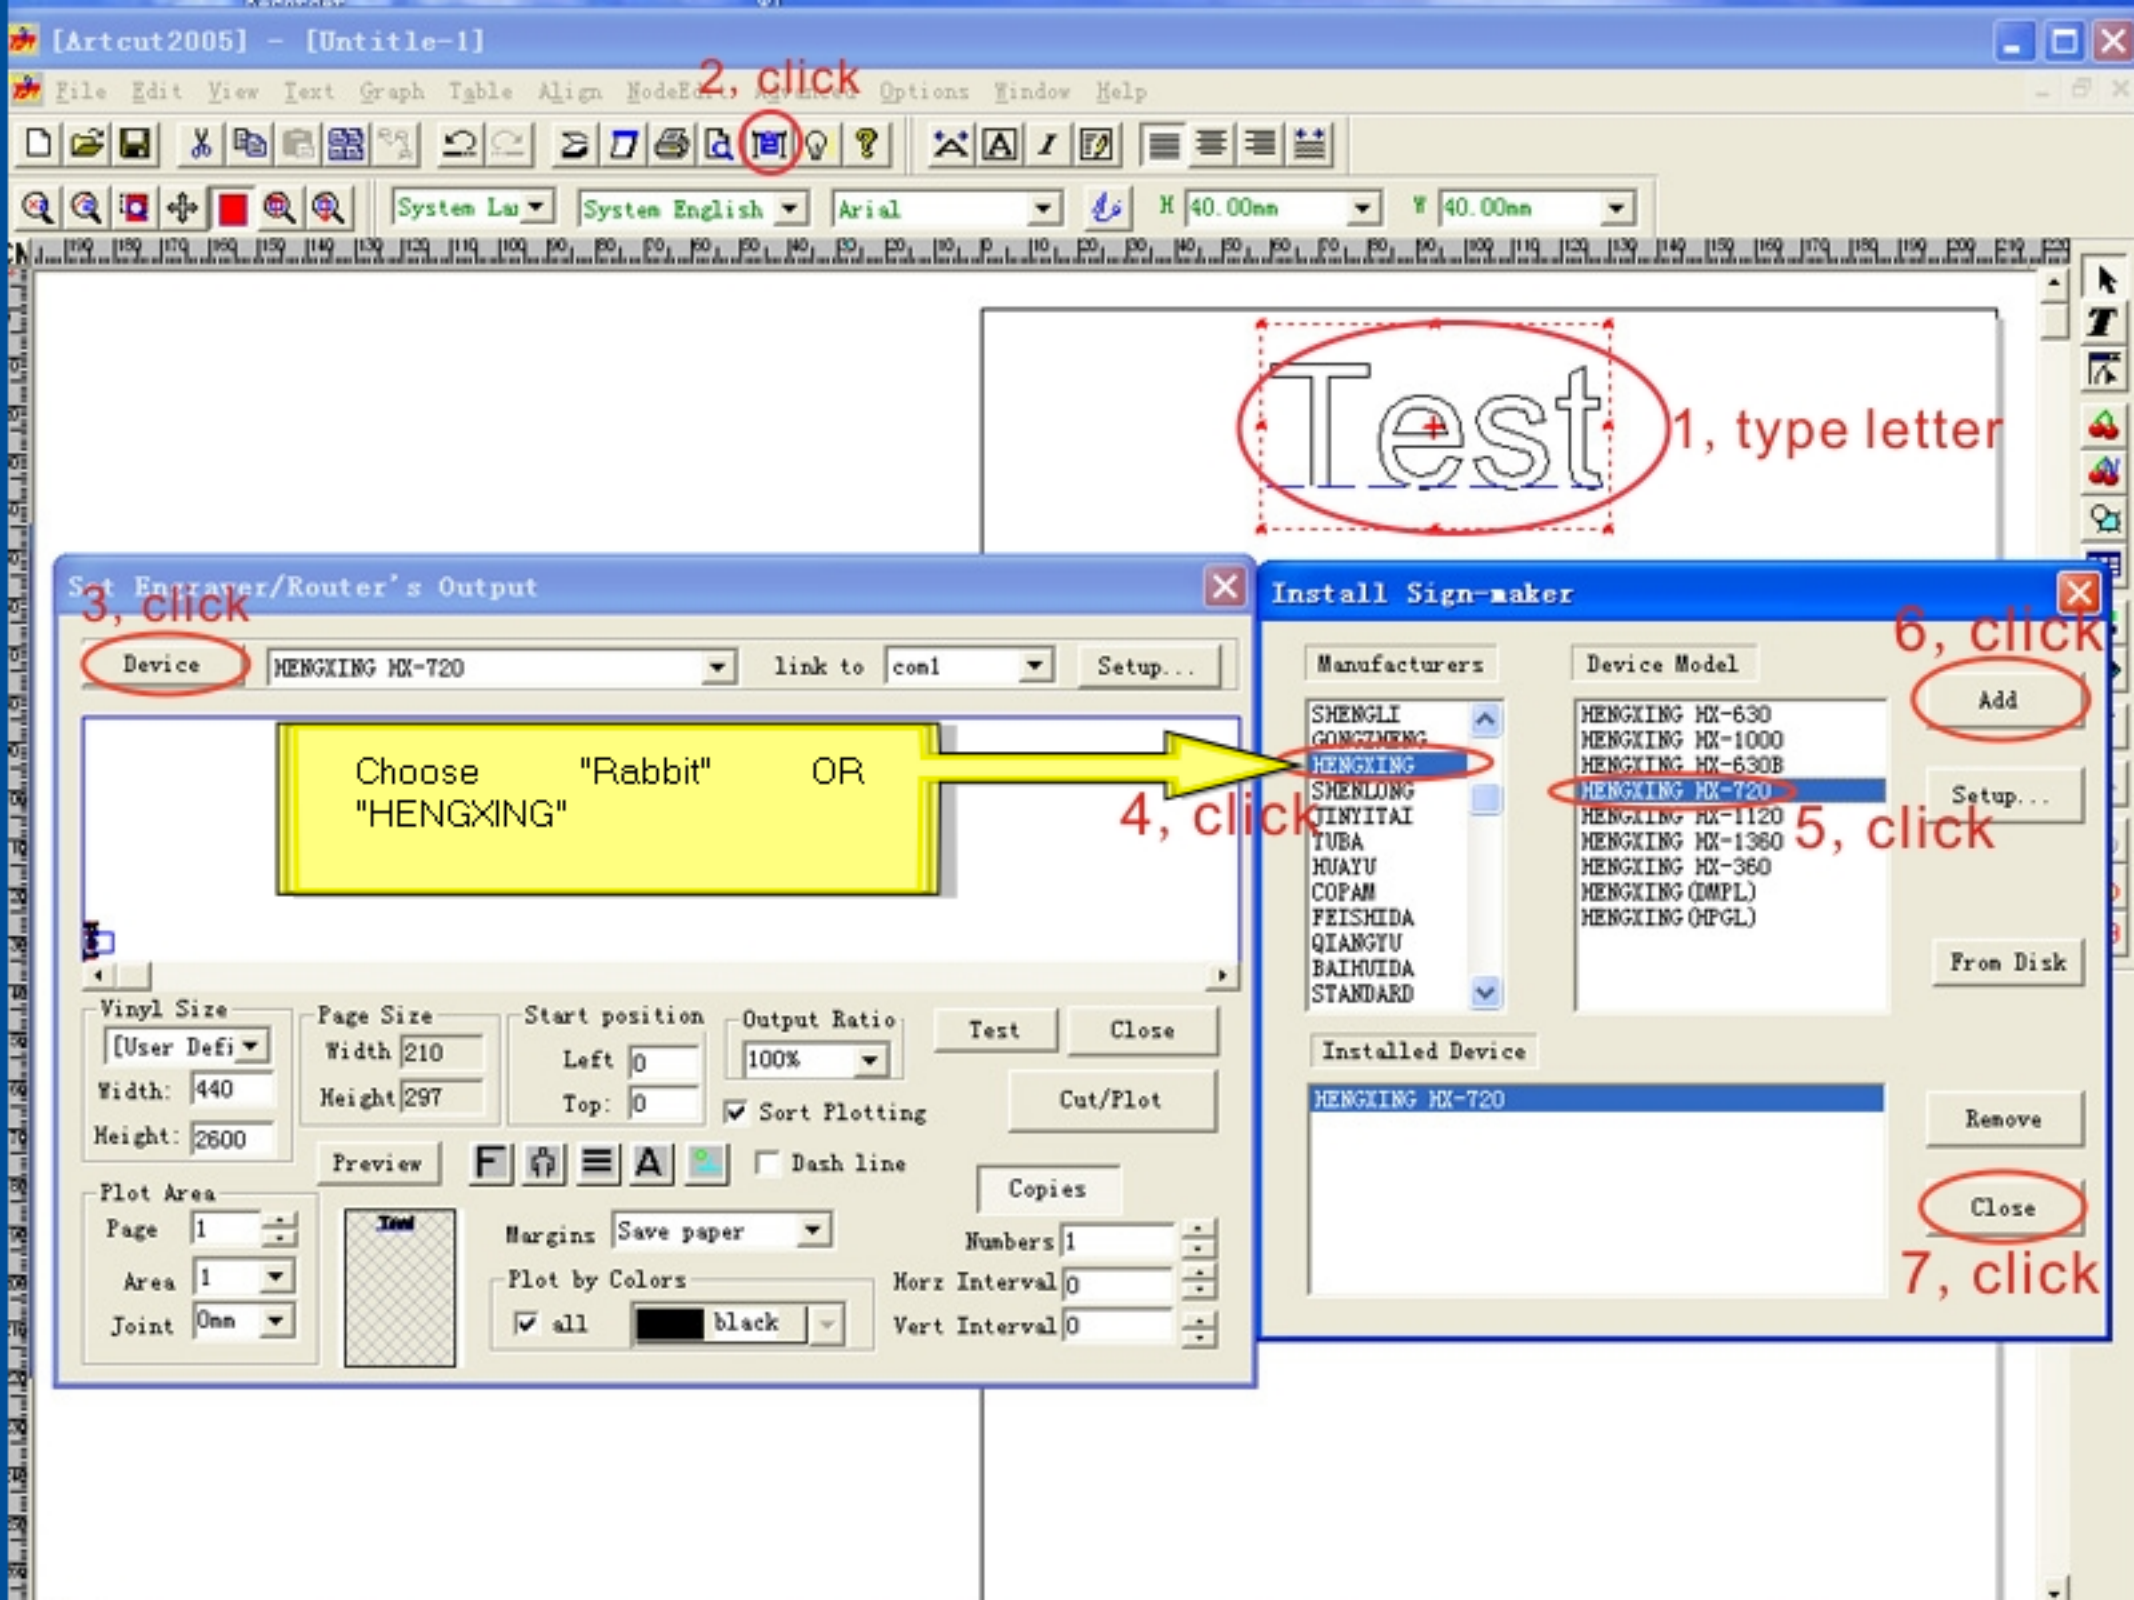 [Artcut2005] - [Untitle-1]
File Edit View Text Graph Table Align Options Window Help
2, click
System English
Arial
H 40.00mm
W 40.00mm
Test
1, type letter
Set Engraver/Router's Output
3, click
Device
HENGXING HX-720
link to
com1
Setup...
Choose "Rabbit" OR
"HENGXING"
4, click
Vinyl Size
[User Defi
Width: 440
Height: 2600
Page Size
Width 210
Height 297
Start position
Left 0
Top: 0
Output Ratio
100%
Sort Plotting
Test
Close
Cut/Plot
Preview
F
A
Dash line
Copies
Plot Area
Page 1
Area 1
Joint 0mm
Margins Save paper
Plot by Colors
all
black
Numbers 1
Horz Interval 0
Vert Interval 0
Install Sign-maker
6, click
Manufacturers
SHENGLI
GONGZHENG
HENGXING
SHENLONG
JINYITAI
TUBA
HUAYU
COPAM
FEISHIDA
QIANGYU
BAIHUIDA
STANDARD
Device Model
HENGXING HX-630
HENGXING HX-1000
HENGXING HX-630B
HENGXING HX-720
HENGXING HX-1120
HENGXING HX-1360
HENGXING HX-360
HENGXING(DMPL)
HENGXING(HPGL)
5, click
Add
Setup...
From Disk
Installed Device
HENGXING HX-720
Remove
Close
7, click